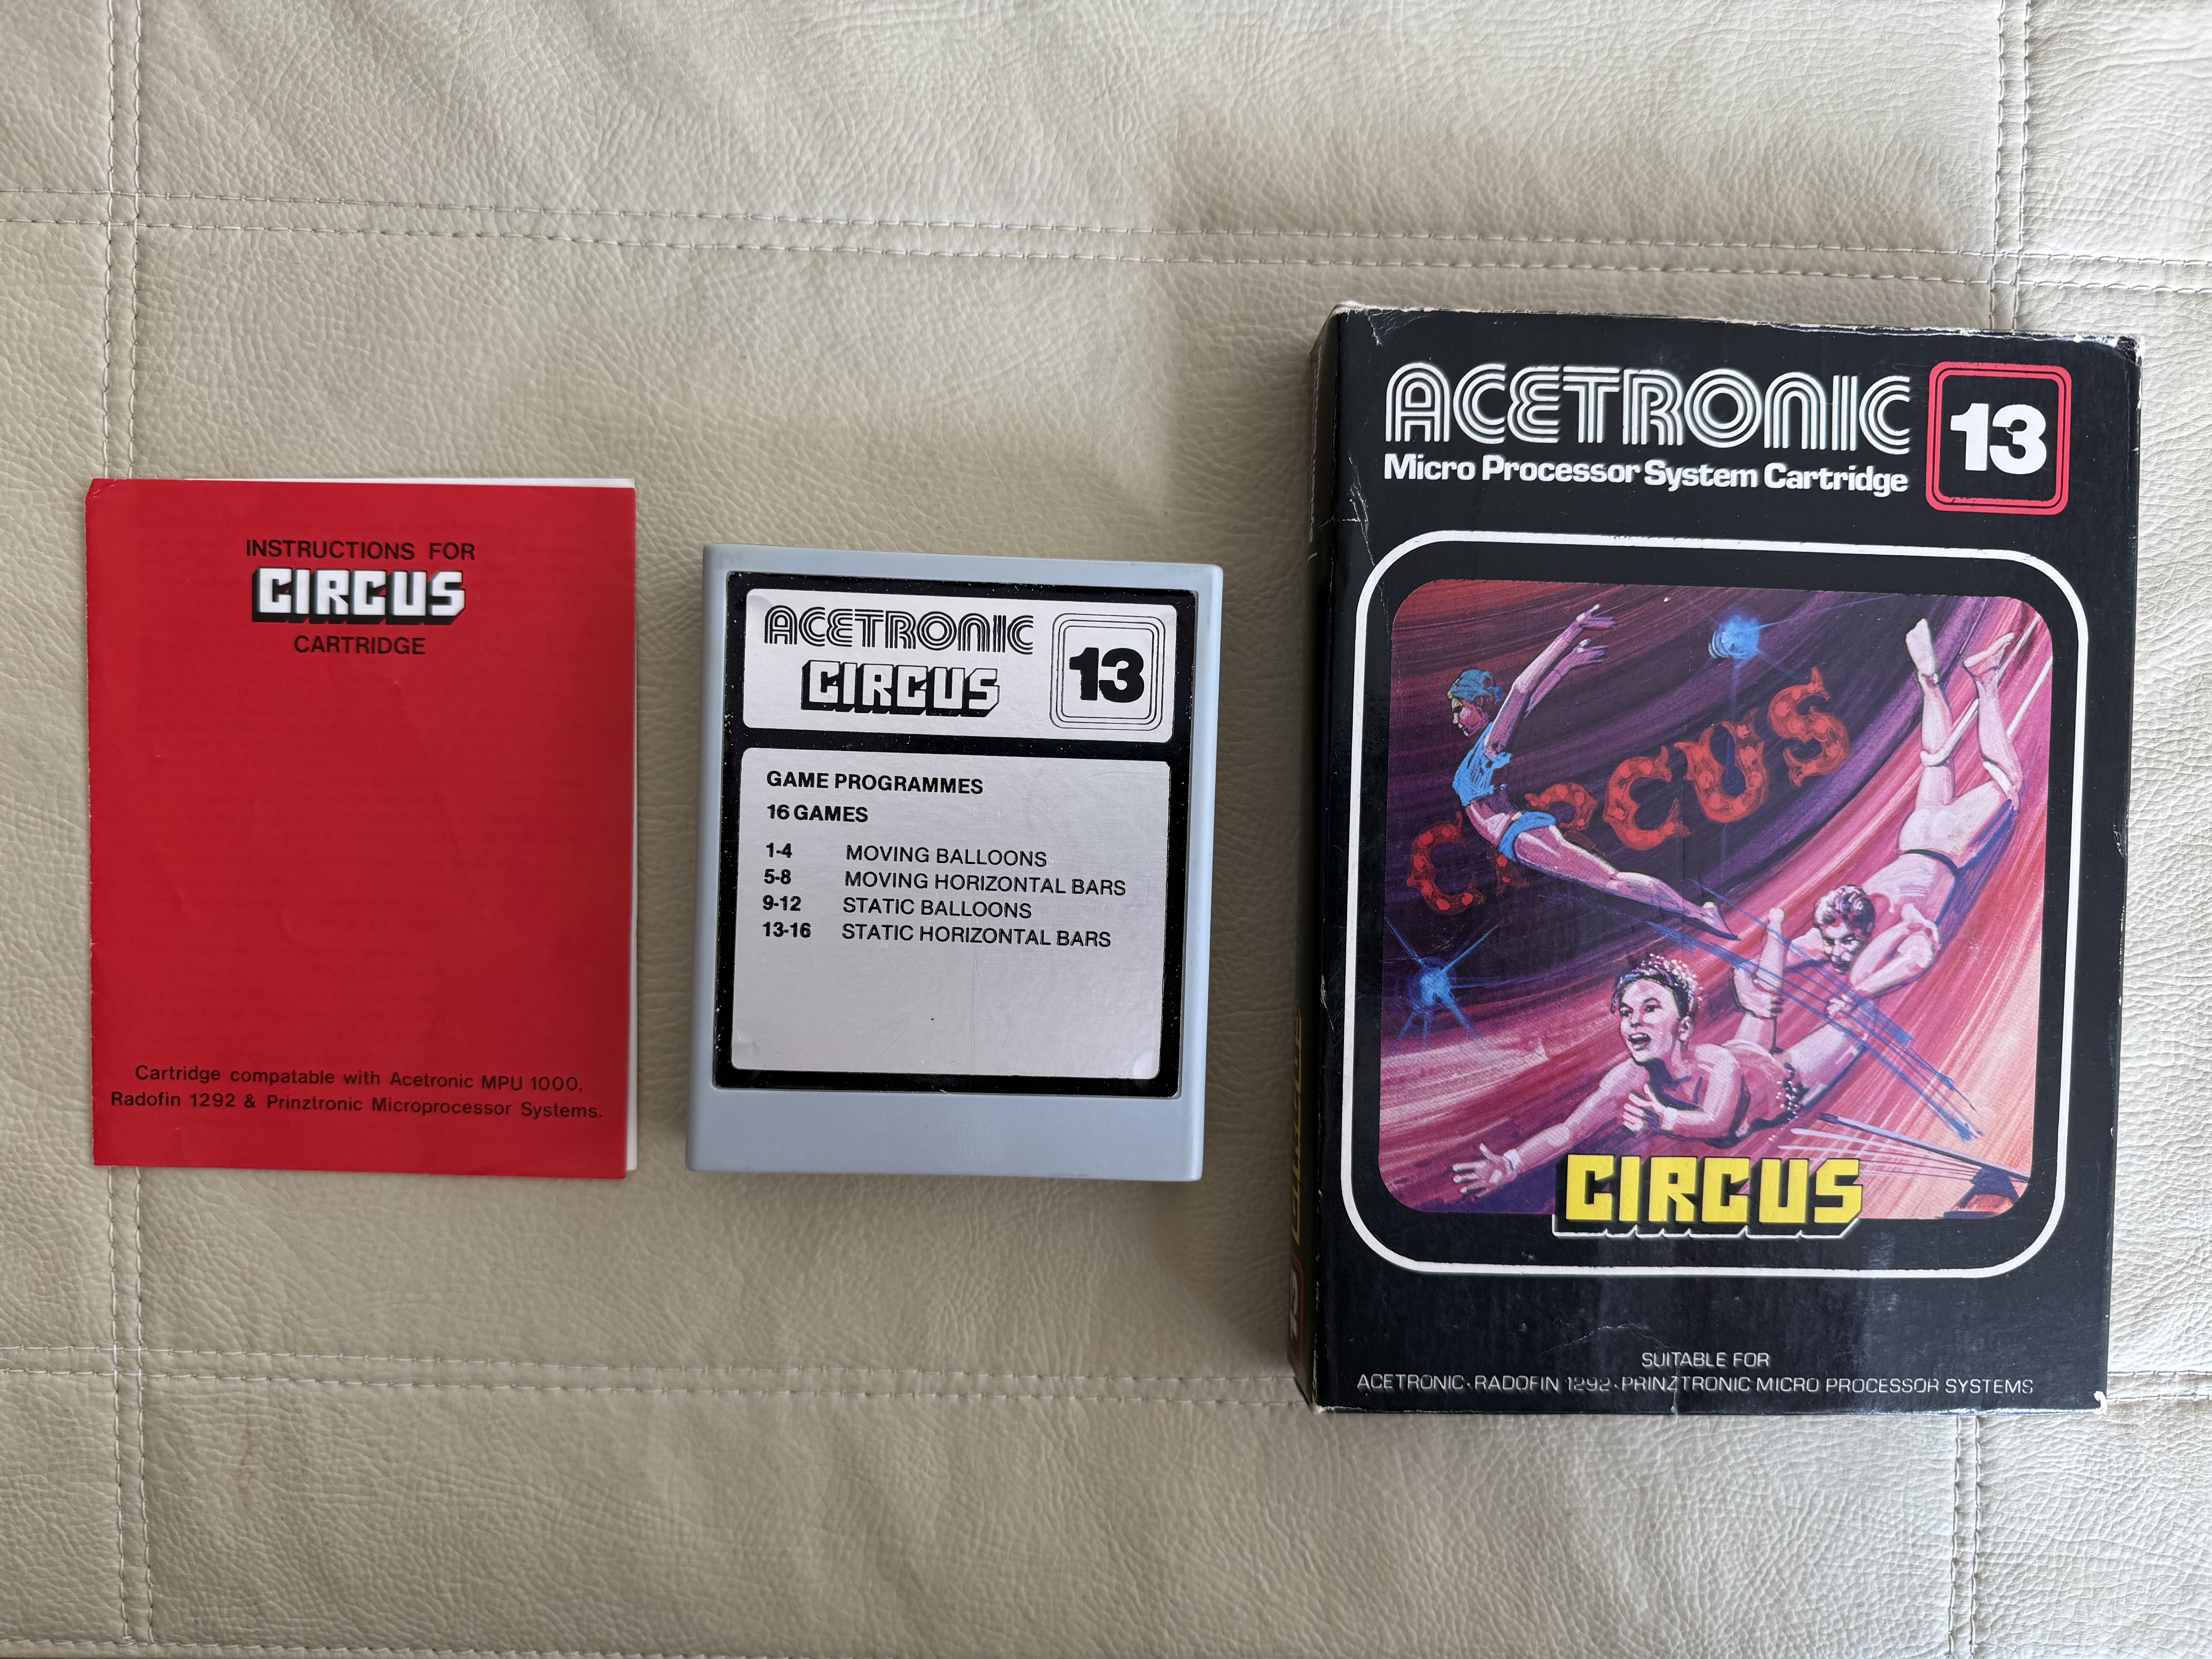 INSTRUCTIONS FOR
CIRCUS
CARTRIDGE
Cartridge compatable with Acetronic MPU 1000,
Radofin 1292 & Prinztronic Microprocessor Systems.
ACETRONIC
CIRCUS
13
GAME PROGRAMMES
16 GAMES
1-4 MOVING BALLOONS
5-8 MOVING HORIZONTAL BARS
9-12 STATIC BALLOONS
13-16 STATIC HORIZONTAL BARS
ACETRONIC
Micro Processor System Cartridge
13
CIRCUS
CIRCUS
SUITABLE FOR
ACETRONIC · RADOFIN 1292 · PRINZTRONIC MICRO PROCESSOR SYSTEMS
13 CIRCUS